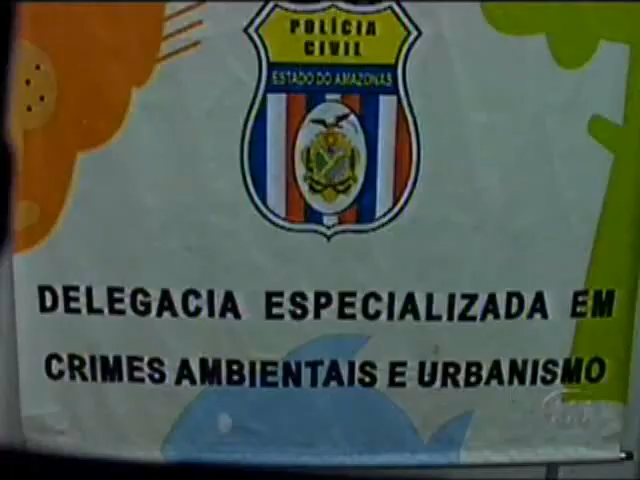 POLÍCIA
CIVIL
ESTADO DO AMAZONAS
DELEGACIA ESPECIALIZADA EM
CRIMES AMBIENTAIS E URBANISMO